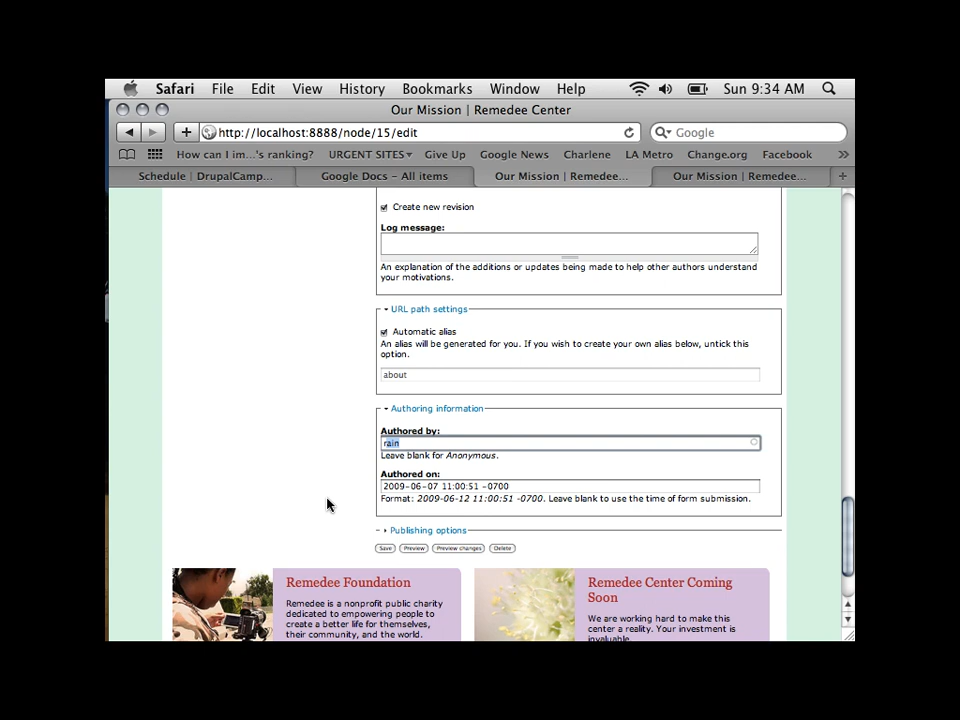 Safari File Edit View History Bookmarks Window Help Sun 9:34 AM
Our Mission | Remedee Center
http://localhost:8888/node/15/edit Google
How can I im...'s ranking? URGENT SITES Give Up Google News Charlene LA Metro Change.org Facebook
Schedule | DrupalCamp... Google Docs - All items Our Mission | Remedee... Our Mission | Remedee...
Create new revision
Log message:
An explanation of the additions or updates being made to help other authors understand
your motivations.
URL path settings
Automatic alias
An alias will be generated for you. If you wish to create your own alias below, untick this
option.
about
Authoring information
Authored by:
rain
Leave blank for Anonymous.
Authored on:
2009-06-07 11:00:51 -0700
Format: 2009-06-12 11:00:51 -0700. Leave blank to use the time of form submission.
Publishing options
Save Preview Preview changes Delete
Remedee Foundation
Remedee is a nonprofit public charity
dedicated to empowering people to
create a better life for themselves,
their community, and the world.
Remedee Center Coming
Soon
We are working hard to make this
center a reality. Your investment is
invaluable.